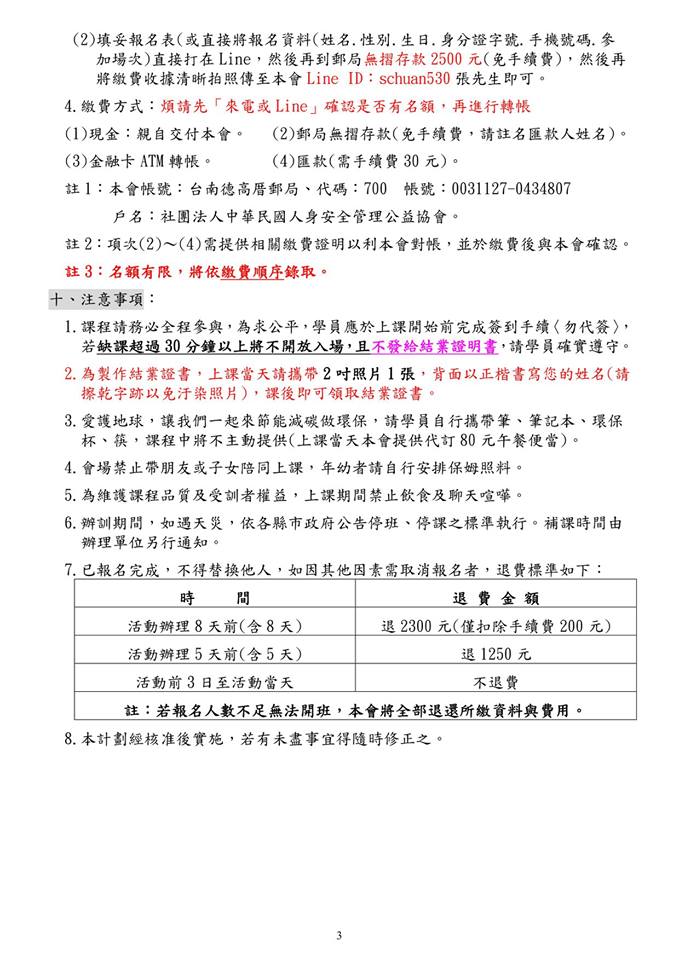 (2)填妥報名表(或直接將報名資料(姓名.性別.生日.身分證字號.手機號碼.參
加場次)直接打在 Line,然後再到郵局無摺存款 2500 元(免手續費),然後再
將繳費收據清晰拍照傳至本會 Line ID:schuan530 張先生即可。
4.繳費方式:煩請先「來電或 Line」確認是否有名額,再進行轉帳
(1)現金:親自交付本會。 (2)郵局無摺存款(免手續費,請註名匯款人姓名)。
(3)金融卡 ATM 轉帳。 (4)匯款(需手續費 30 元)。
註 1:本會帳號:台南德高厝郵局、代碼:700 帳號:0031127-0434807
戶名:社團法人中華民國人身安全管理公益協會。
註 2:項次(2)～(4)需提供相關繳費證明以利本會對帳,並於繳費後與本會確認。
註 3:名額有限,將依繳費順序錄取。
十、注意事項:
1.課程請務必全程參與,為求公平,學員應於上課開始前完成簽到手續〈勿代簽〉,
若缺課超過 30 分鐘以上將不開放入場,且不發給結業證明書,請學員確實遵守。
2.為製作結業證書,上課當天請攜帶 2 吋照片 1 張,背面以正楷書寫您的姓名(請
擦乾字跡以免汙染照片),課後即可領取結業證書。
3.愛護地球,讓我們一起來節能減碳做環保,請學員自行攜帶筆、筆記本、環保
杯、筷,課程中將不主動提供(上課當天本會提供代訂 80 元午餐便當)。
4.會場禁止帶朋友或子女陪同上課,年幼者請自行安排保姆照料。
5.為維護課程品質及受訓者權益,上課期間禁止飲食及聊天喧嘩。
6.辦訓期間,如遇天災,依各縣市政府公告停班、停課之標準執行。補課時間由
辦理單位另行通知。
7.已報名完成,不得替換他人,如因其他因素需取消報名者,退費標準如下:
時 間 退 費 金 額
活動辦理 8 天前(含 8 天) 退 2300 元(僅扣除手續費 200 元)
活動辦理 5 天前(含 5 天) 退 1250 元
活動前 3 日至活動當天 不退費
註:若報名人數不足無法開班,本會將全部退還所繳資料與費用。
8.本計劃經核准後實施,若有未盡事宜得隨時修正之。
3